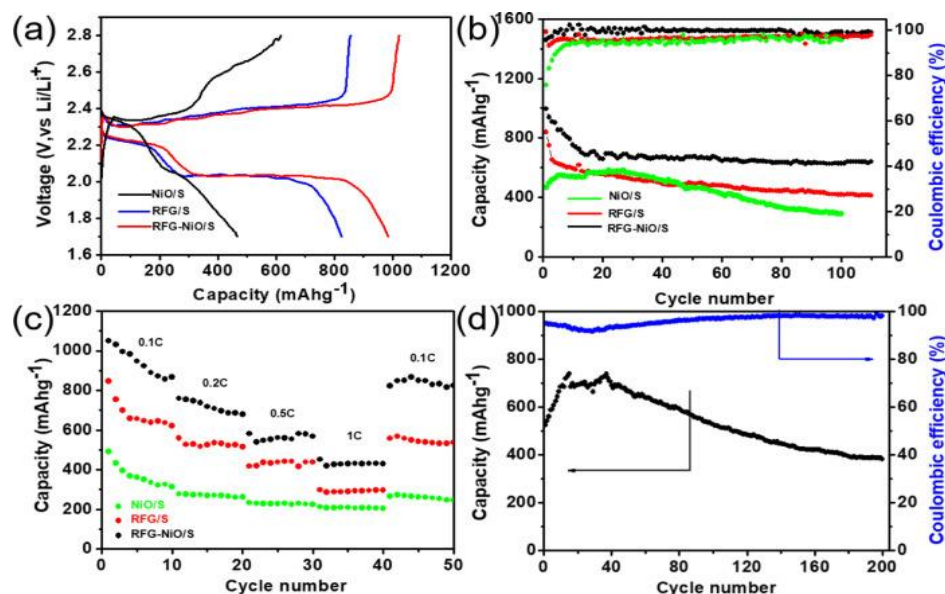 (a)
2.8
2.6
2.4
2.2
2.0
1.8
1.6
Voltage (V,vs Li/Li⁺)
NiO/S
RFG/S
RFG-NiO/S
0 200 400 600 800 1000 1200
Capacity (mAhg⁻¹)
(b)
1600
1200
800
400
0
Capacity (mAhg⁻¹)
NiO/S
RFG/S
RFG-NiO/S
100
80
60
40
20
0
Coulombic efficiency (%)
0 20 40 60 80 100
Cycle number
(c)
1200
1000
800
600
400
200
0
Capacity (mAhg⁻¹)
0.1C
0.2C
0.5C
1C
0.1C
NiO/S
RFG/S
RFG-NiO/S
0 10 20 30 40 50
Cycle number
(d)
1000
800
600
400
200
0
Capacity (mAhg⁻¹)
100
80
60
40
20
0
Coulombic efficiency (%)
0 40 80 120 160 200
Cycle number